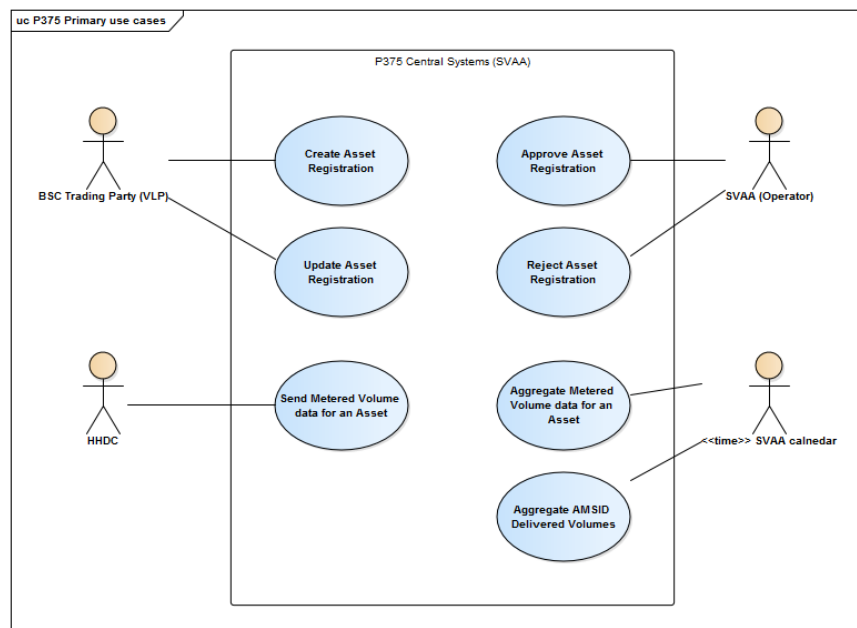 uc P375 Primary use cases
P375 Central Systems (SVAA)
Create Asset
Registration
Approve Asset
Registration
BSC Trading Party (VLP)
SVAA (Operator)
Update Asset
Registration
Reject Asset
Registration
Send Metered Volume
data for an Asset
Aggregate Metered
Volume data for an
Asset
HHDC
<<time>> SVAA calnedar
Aggregate AMSID
Delivered Volumes